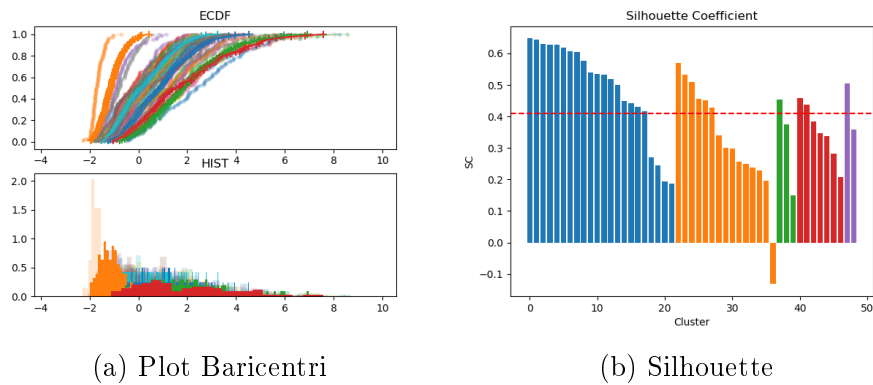 ECDF
1.0
0.8
0.6
0.4
0.2
0.0
−4 −2 0 2 4 6 8 10
HIST
2.0
1.5
1.0
0.5
0.0
−4 −2 0 2 4 6 8 10
(a) Plot Baricentri
Silhouette Coefficient
0.6
0.5
0.4
0.3
0.2
0.1
0.0
−0.1
SC
0 10 20 30 40 50
Cluster
(b) Silhouette